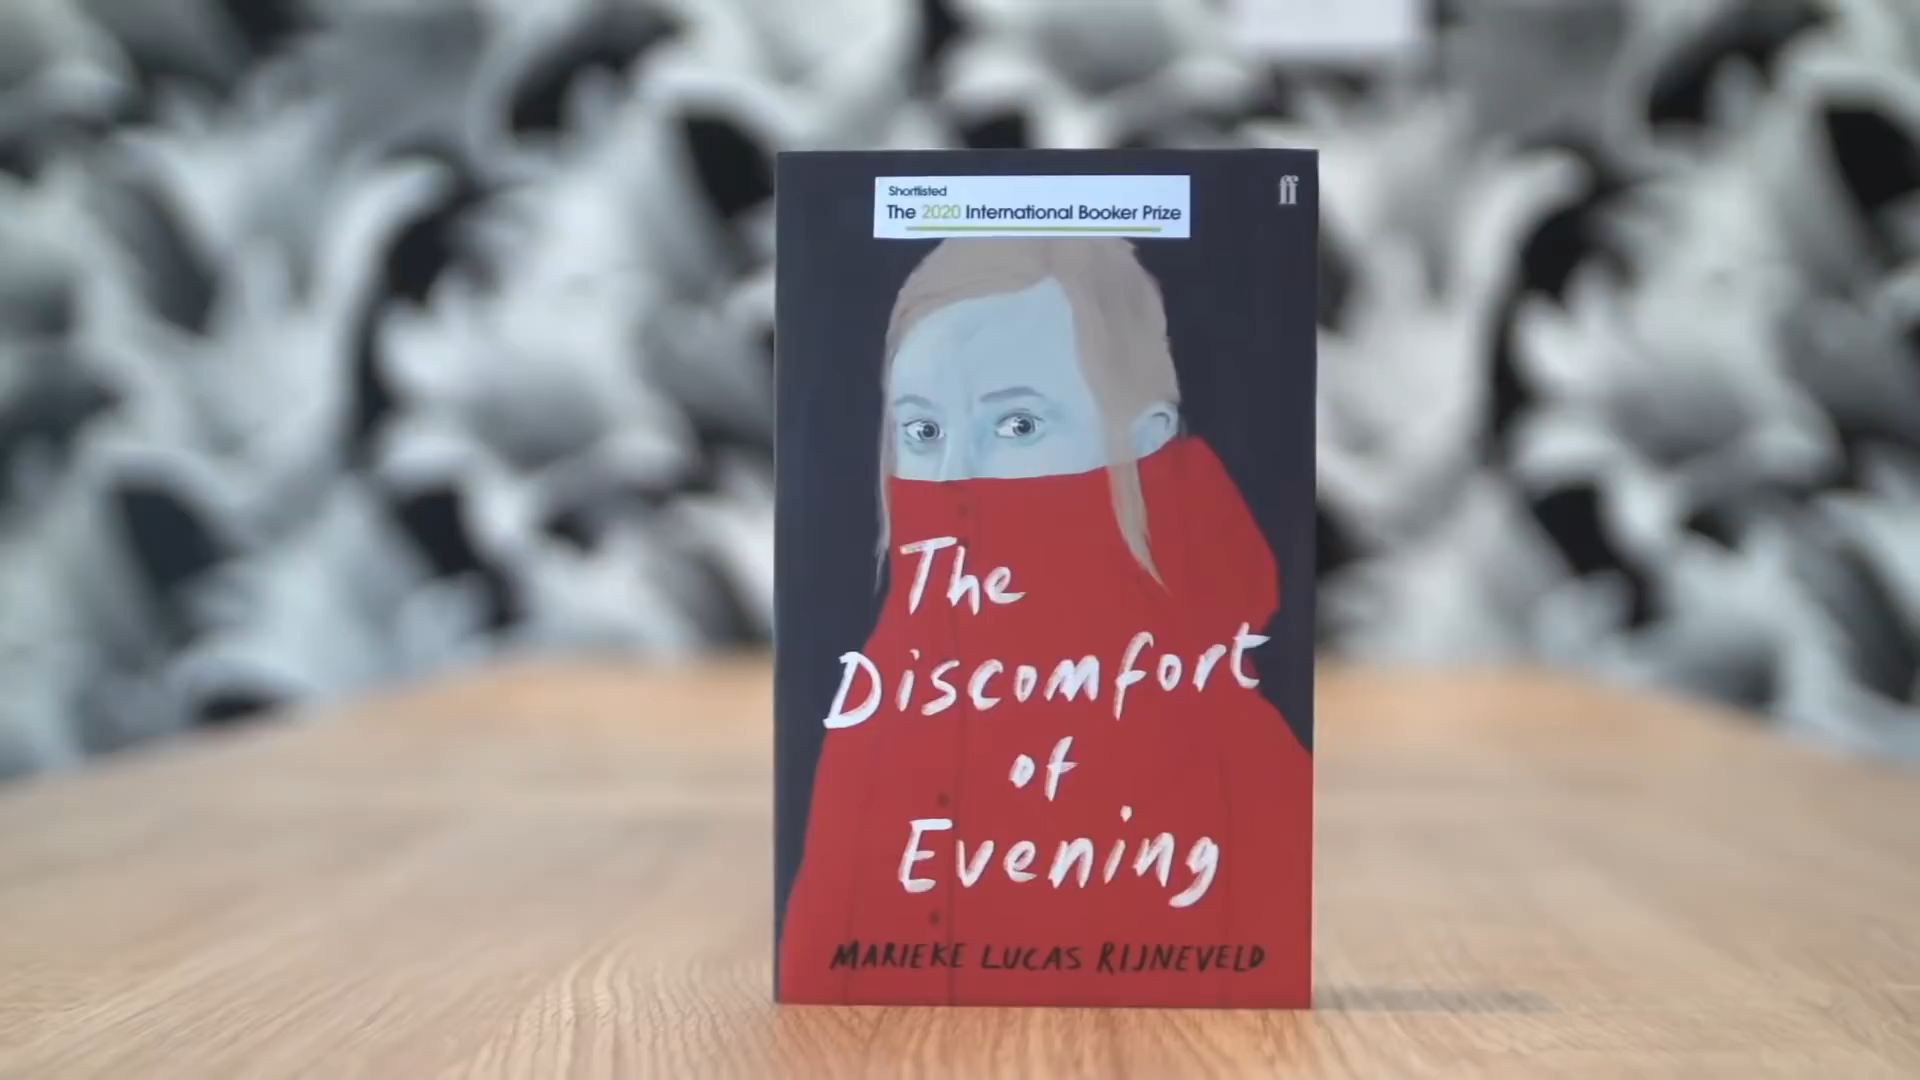 Shortlisted
The 2020 International Booker Prize
ff
The
Discomfort
of
Evening
MARIEKE LUCAS RIJNEVELD